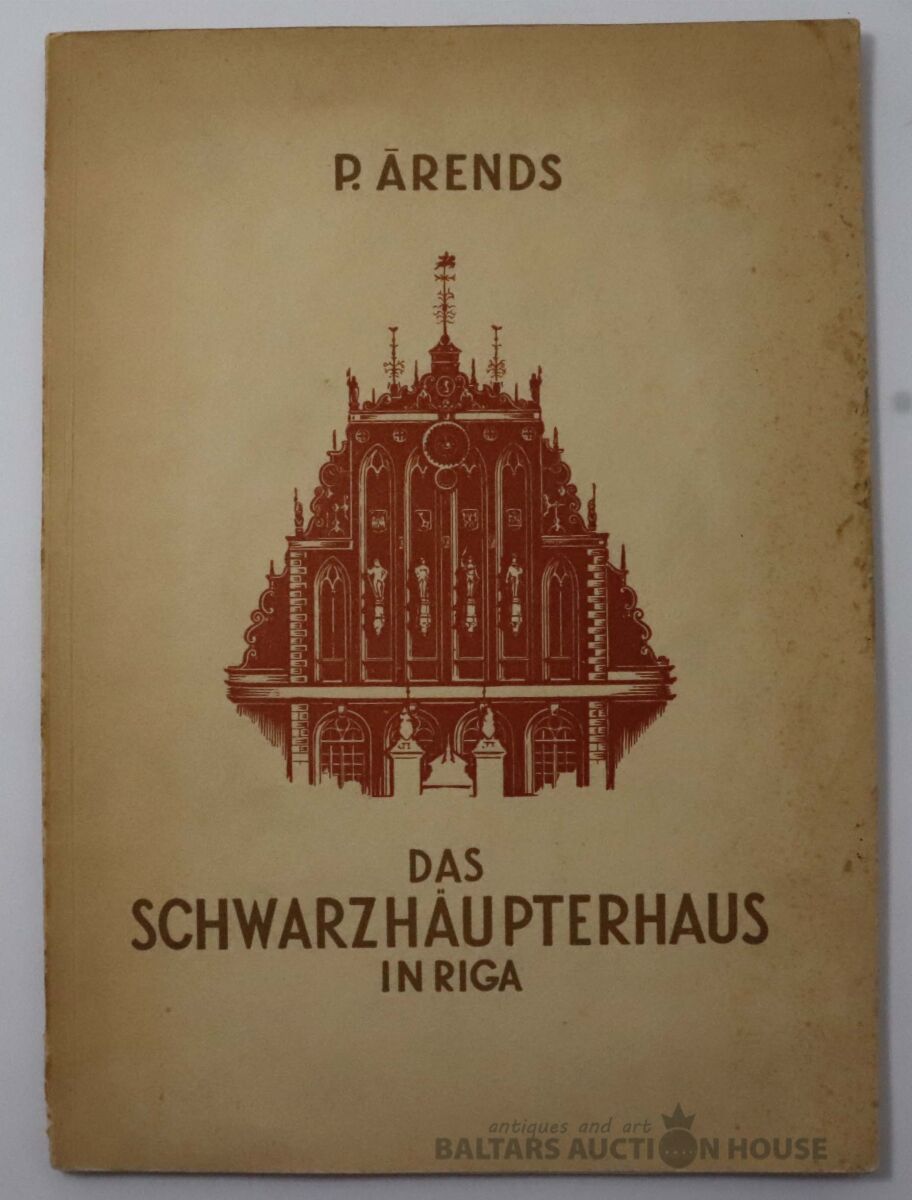 P. ĀRENDS
DAS
SCHWARZHÄUPTERHAUS
IN RIGA
antiques and art
BALTARS AUCTION HOUSE